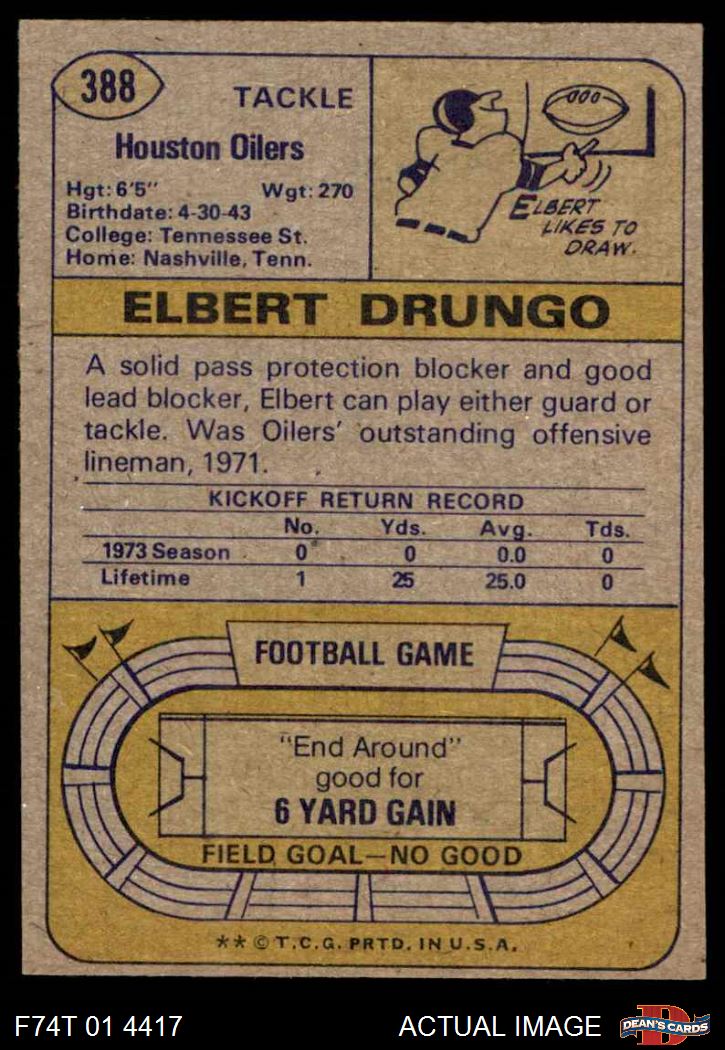 388
TACKLE
Houston Oilers
Hgt: 6'5" Wgt: 270
Birthdate: 4-30-43
College: Tennessee St.
Home: Nashville, Tenn.
ELBERT
LIKES TO
DRAW.
ELBERT DRUNGO
A solid pass protection blocker and good
lead blocker, Elbert can play either guard or
tackle. Was Oilers' outstanding offensive
lineman, 1971.
KICKOFF RETURN RECORD
No. Yds. Avg. Tds.
1973 Season 0 0 0.0 0
Lifetime 1 25 25.0 0
FOOTBALL GAME
"End Around"
good for
6 YARD GAIN
FIELD GOAL—NO GOOD
** © T.C.G. PRTD. IN U.S.A.
F74T 01 4417 ACTUAL IMAGE
D
DEAN'S CARDS